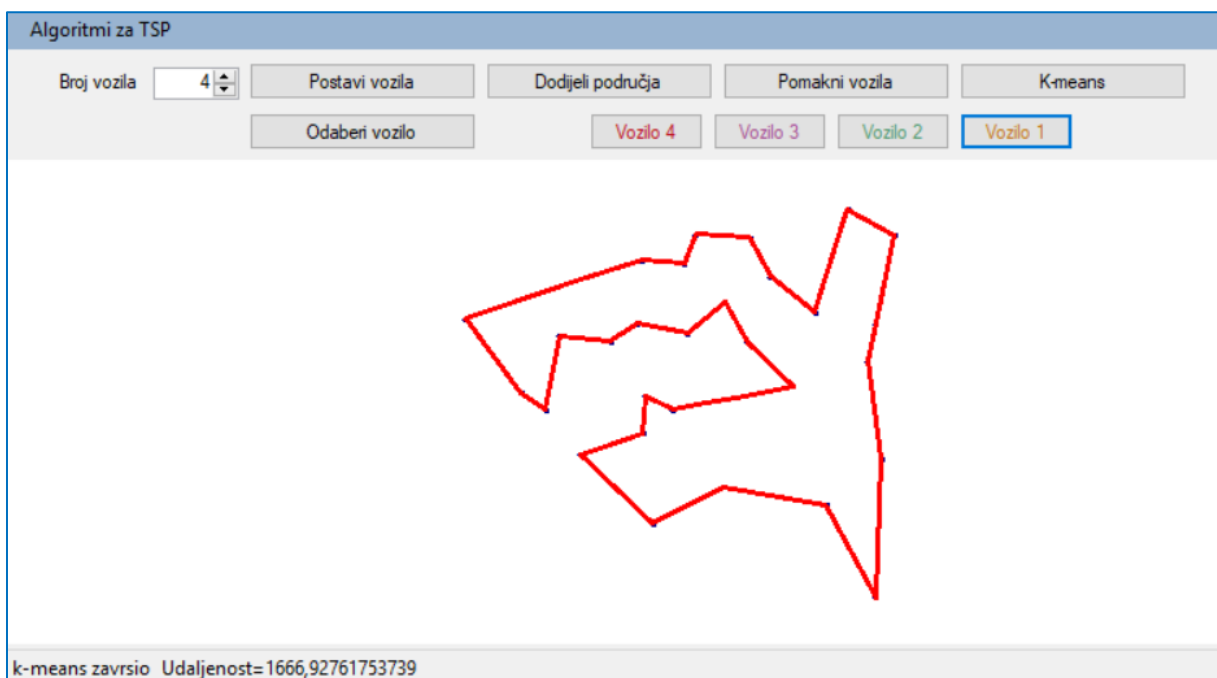 Algoritmi za TSP
Broj vozila 4 Postavi vozila Dodijeli područja Pomakni vozila K-means
Odaberi vozilo Vozilo 4 Vozilo 3 Vozilo 2 Vozilo 1
k-means zavrsio Udaljenost=1666,92761753739